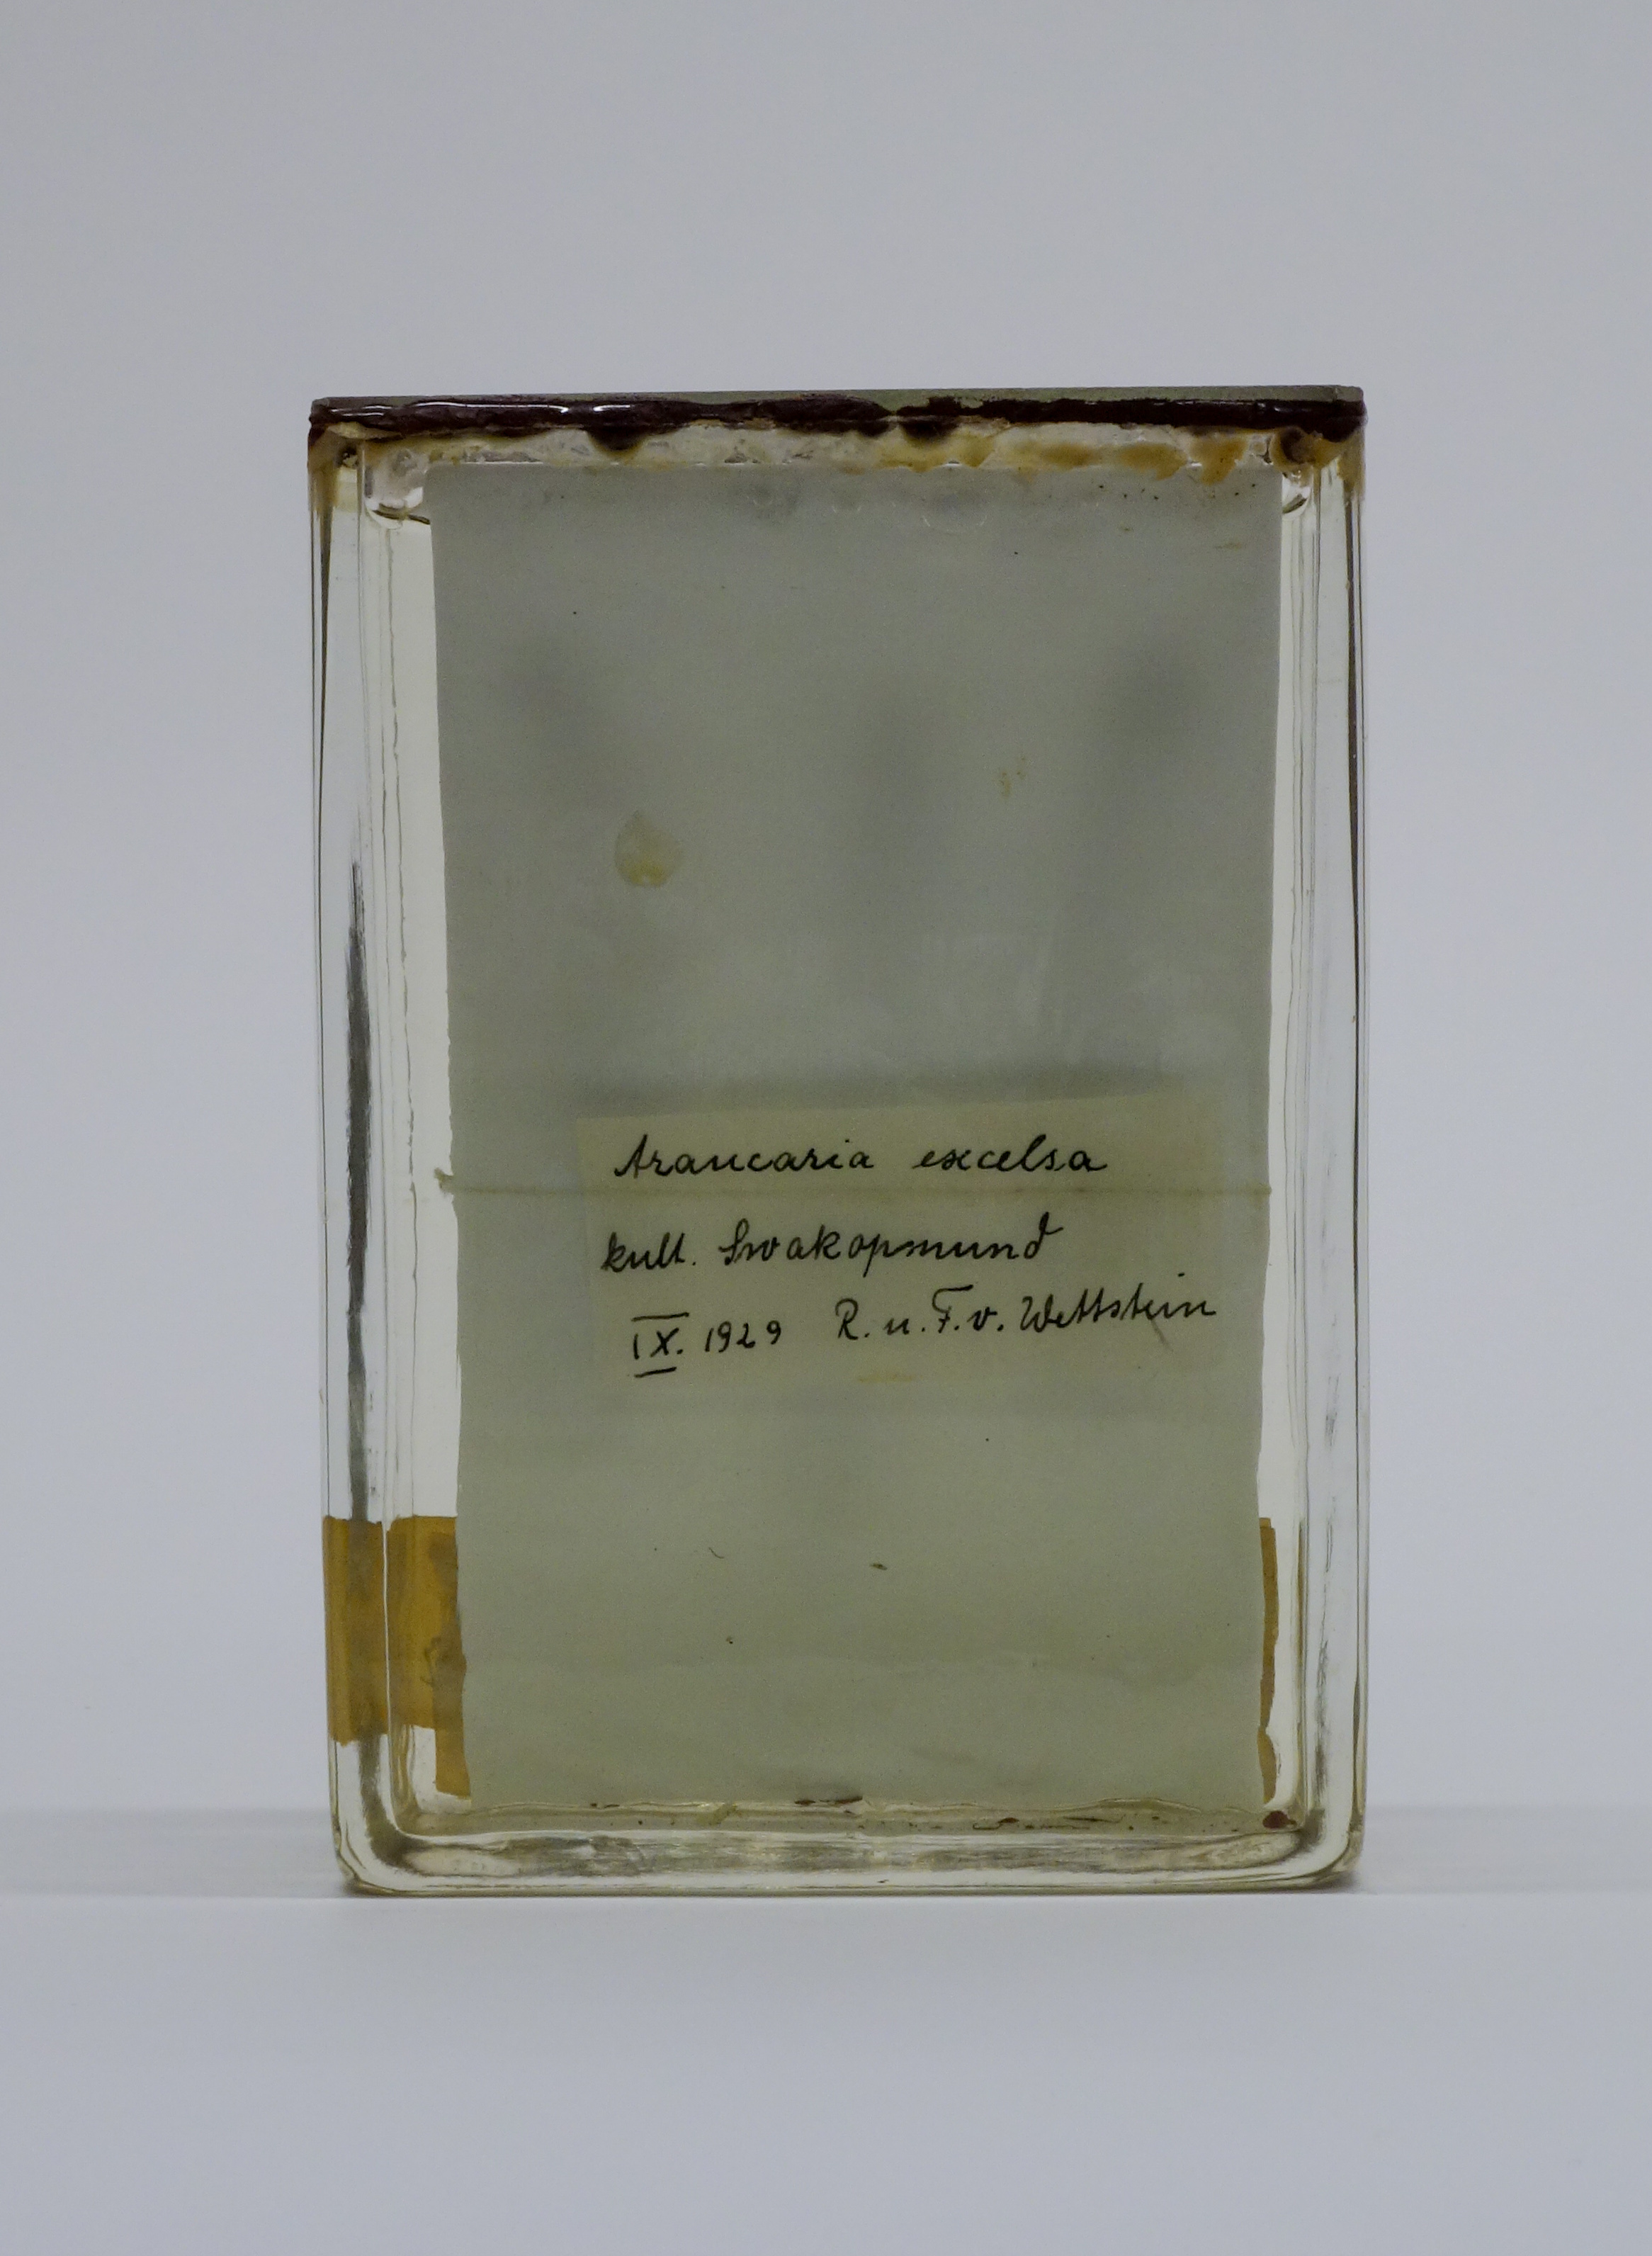 Araucaria excelsa
kult. Swakopmund
IX. 1929 R. u. F. v. Wettstein